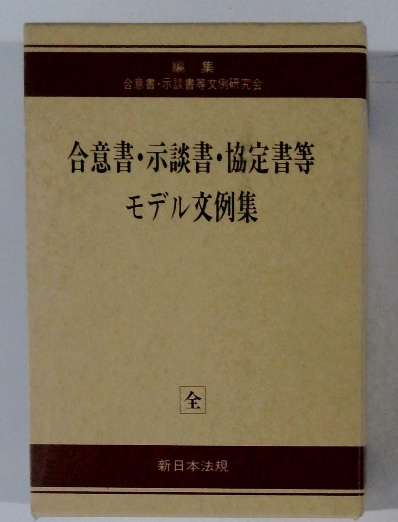 編集
合意書・示談書等文例研究会
合意書・示談書・協定書等
モデル文例集
全
新日本法規